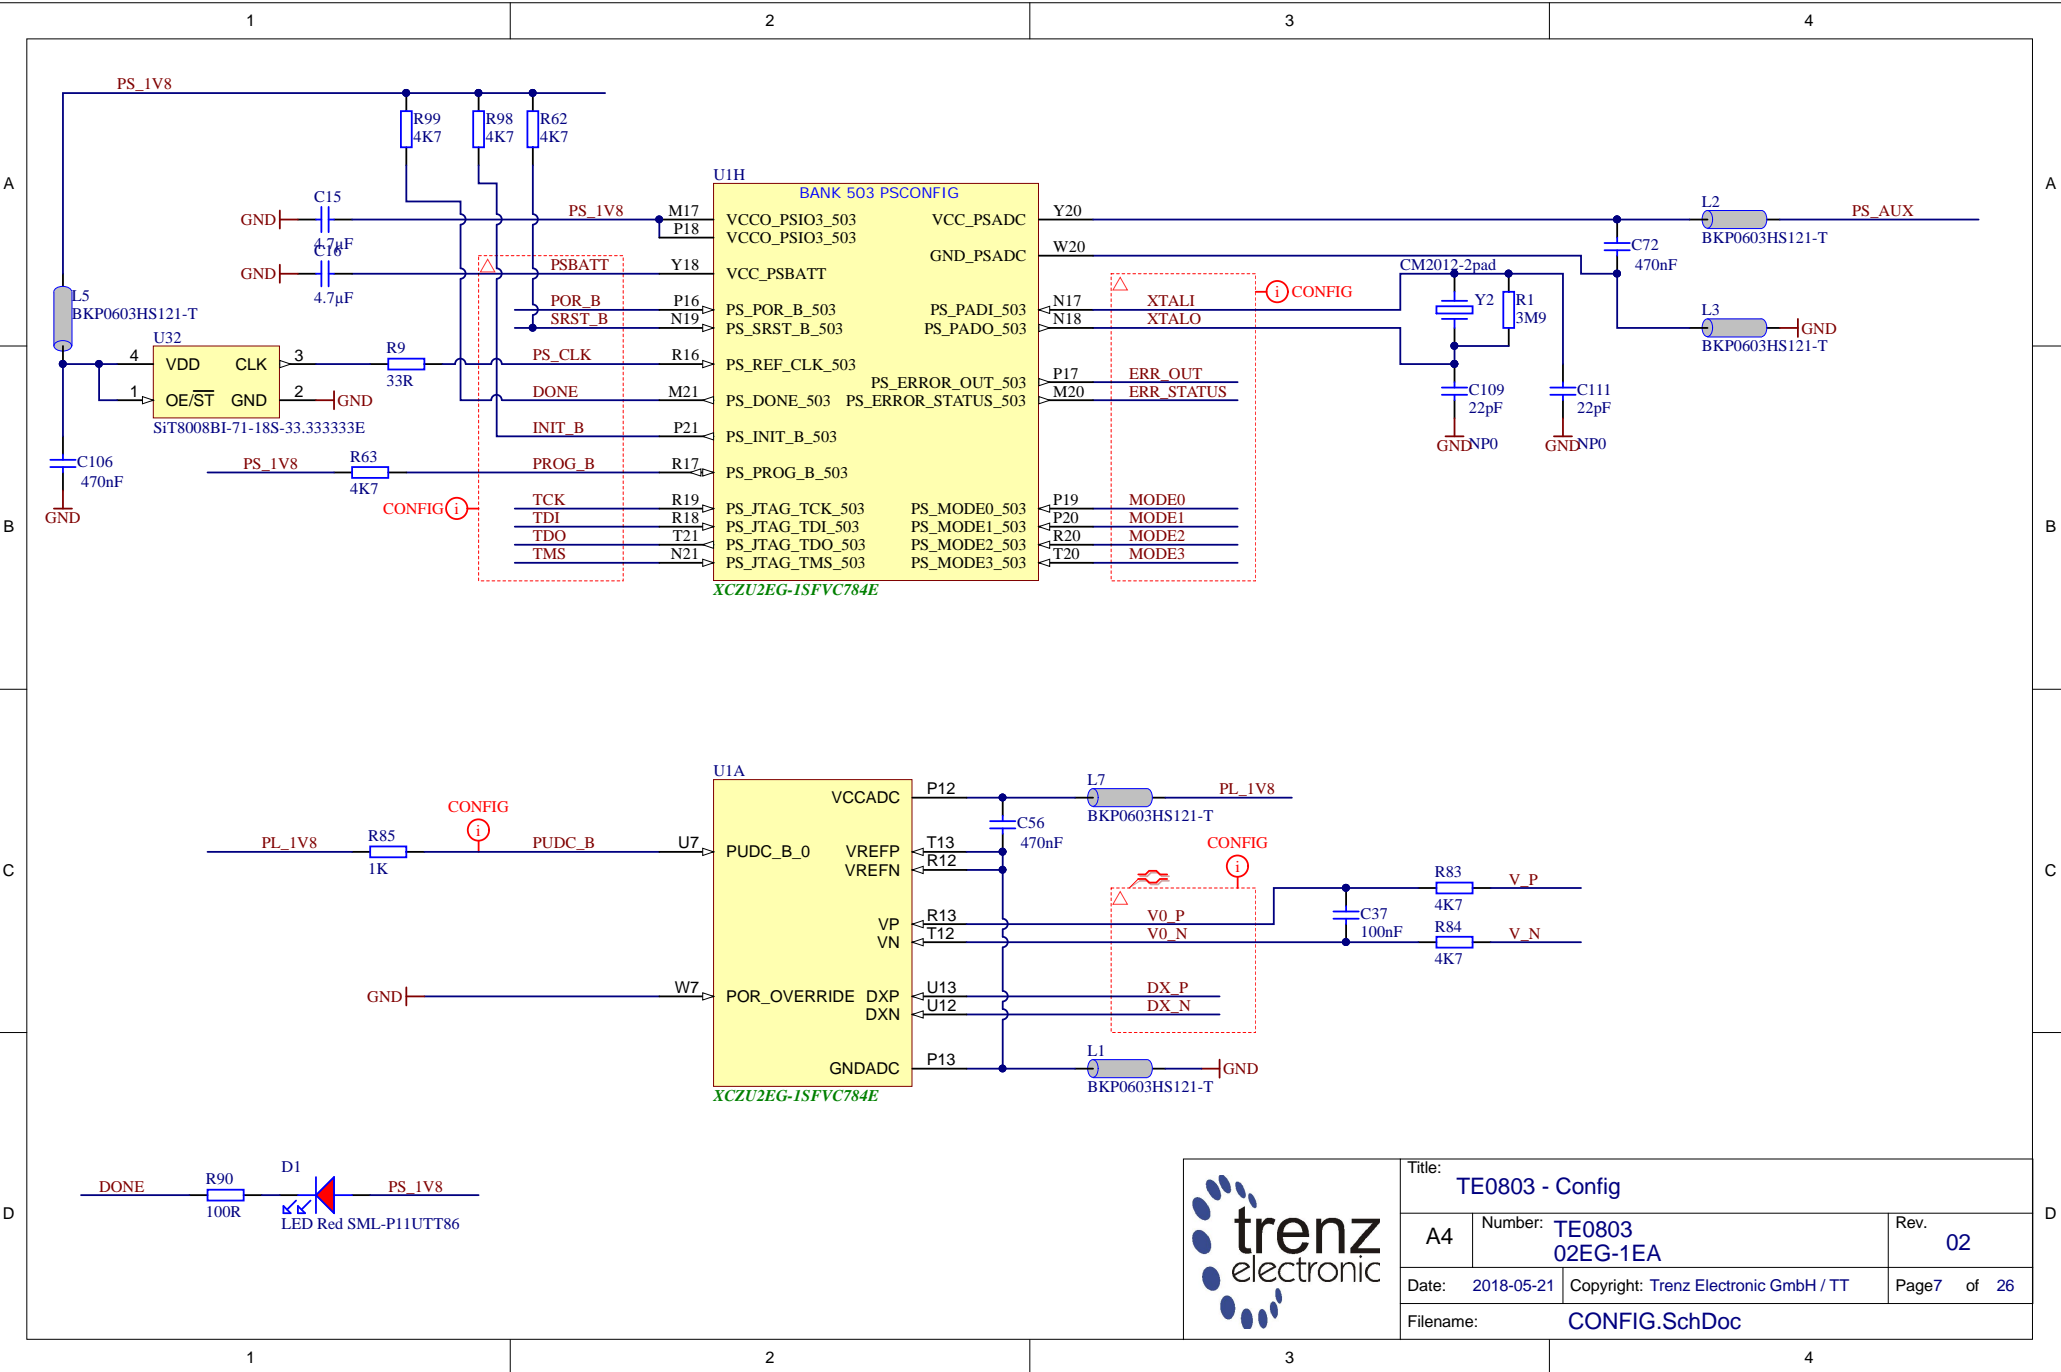 1 2 3 4
A A
B B
C C
D D
PS_1V8
R99
4K7
R98
4K7
R62
4K7
C15
4.7µF
GND
PS_1V8
C16
4.7µF
GND
PSBATT
POR_B
SRST_B
PS_CLK
DONE
INIT_B
PROG_B
TCK
TDI
TDO
TMS
CONFIG
i
L5
BKP0603HS121-T
U32
4 VDD CLK 3
1 OE/ST GND 2
GND
SiT8008BI-71-18S-33.333333E
R9
33R
C106
470nF
GND
PS_1V8
R63
4K7
U1H
BANK 503 PSCONFIG
M17 VCCO_PSIO3_503
P18 VCCO_PSIO3_503
Y18 VCC_PSBATT
P16 PS_POR_B_503
N19 PS_SRST_B_503
R16 PS_REF_CLK_503
M21 PS_DONE_503
P21 PS_INIT_B_503
R17 PS_PROG_B_503
R19 PS_JTAG_TCK_503
R18 PS_JTAG_TDI_503
T21 PS_JTAG_TDO_503
N21 PS_JTAG_TMS_503
VCC_PSADC Y20
GND_PSADC W20
PS_PADI_503 N17
PS_PADO_503 N18
PS_ERROR_OUT_503 P17
PS_ERROR_STATUS_503 M20
PS_MODE0_503 P19
PS_MODE1_503 P20
PS_MODE2_503 R20
PS_MODE3_503 T20
XCZU2EG-1SFVC784E
XTALI
XTALO
ERR_OUT
ERR_STATUS
MODE0
MODE1
MODE2
MODE3
i CONFIG
CM2012-2pad
Y2
R1
3M9
C109
22pF
GND NP0
C111
22pF
GND NP0
C72
470nF
L2
BKP0603HS121-T
PS_AUX
L3
BKP0603HS121-T
GND
U1A
VCCADC P12
U7 PUDC_B_0
VREFP T13
VREFN R12
VP R13
VN T12
W7 POR_OVERRIDE
DXP U13
DXN U12
GNDADC P13
XCZU2EG-1SFVC784E
PL_1V8
R85
1K
CONFIG
i
PUDC_B
GND
L7
BKP0603HS121-T
PL_1V8
C56
470nF
CONFIG
i
V0_P
V0_N
DX_P
DX_N
C37
100nF
R83
4K7
V_P
R84
4K7
V_N
L1
BKP0603HS121-T
GND
DONE
R90
100R
D1
PS_1V8
LED Red SML-P11UTT86
trenz
electronic
Title:
TE0803 - Config
A4
Number: TE0803
02EG-1EA
Rev.
02
Date: 2018-05-21
Copyright: Trenz Electronic GmbH / TT
Page7 of 26
Filename: CONFIG.SchDoc
1 2 3 4